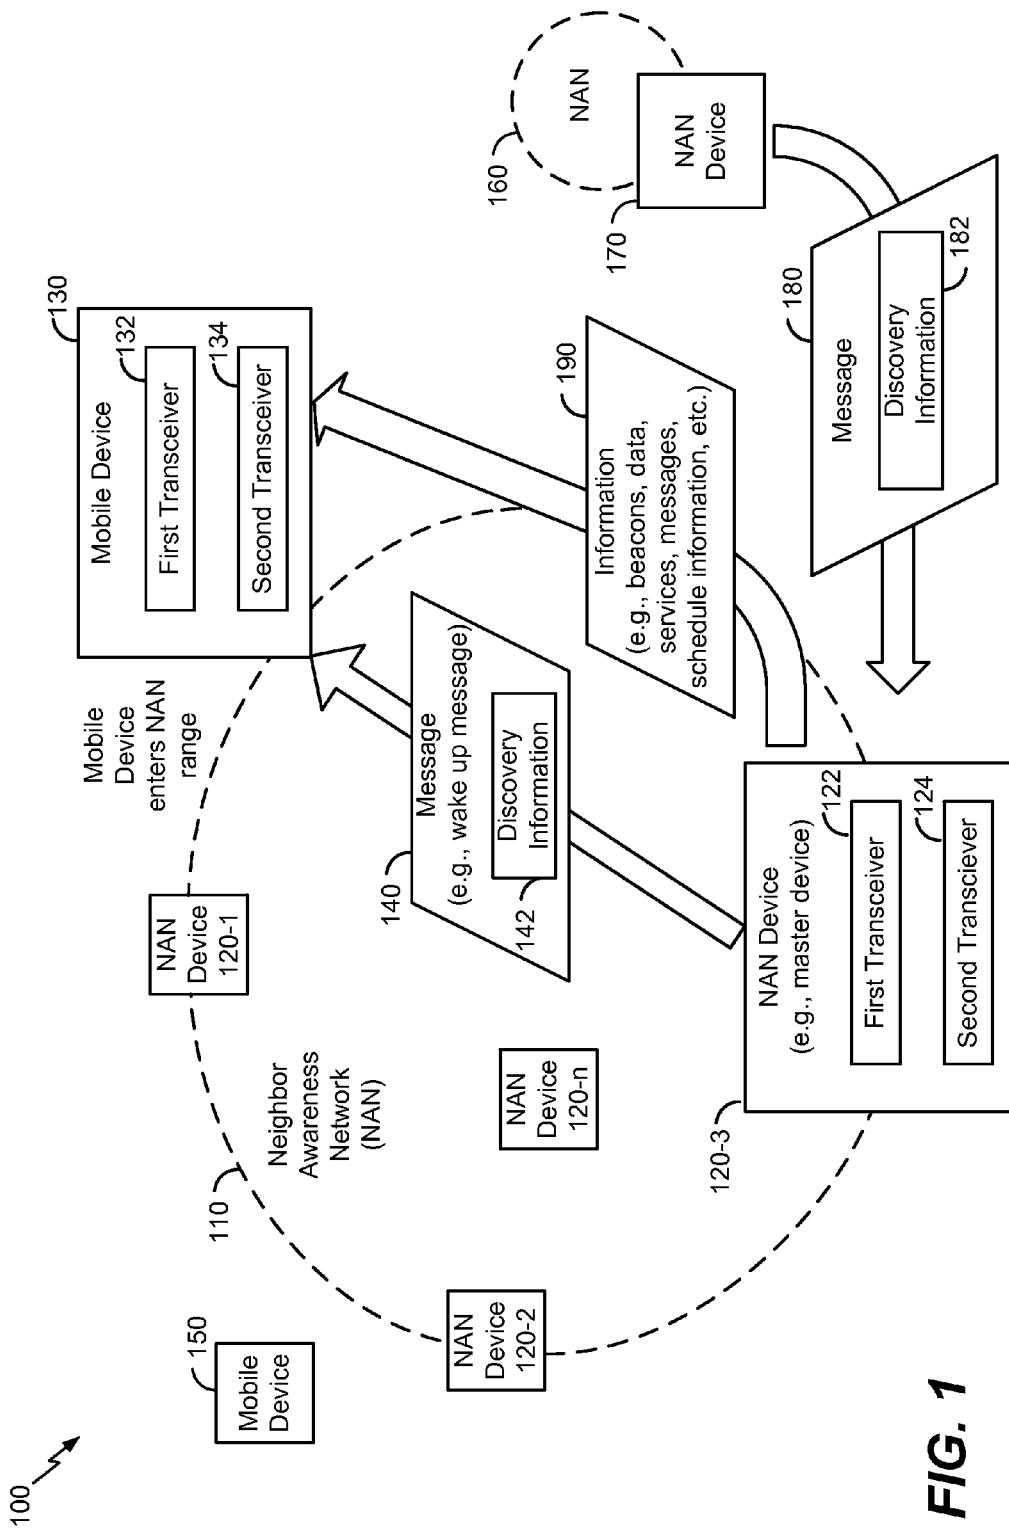 100
150
Mobile
Device
110
Neighbor
Awareness
Network
(NAN)
NAN
Device
120-1
NAN
Device
120-2
NAN
Device
120-n
Mobile
Device
enters NAN
range
130
Mobile Device
132
First Transceiver
134
Second Transceiver
140
Message
(e.g., wake up message)
142
Discovery
Information
190
Information
(e.g., beacons, data,
services, messages,
schedule information, etc.)
120-3
NAN Device
(e.g., master device)
122
First Transceiver
124
Second Transciever
160
NAN
170
NAN
Device
180
Message
182
Discovery
Information
FIG. 1